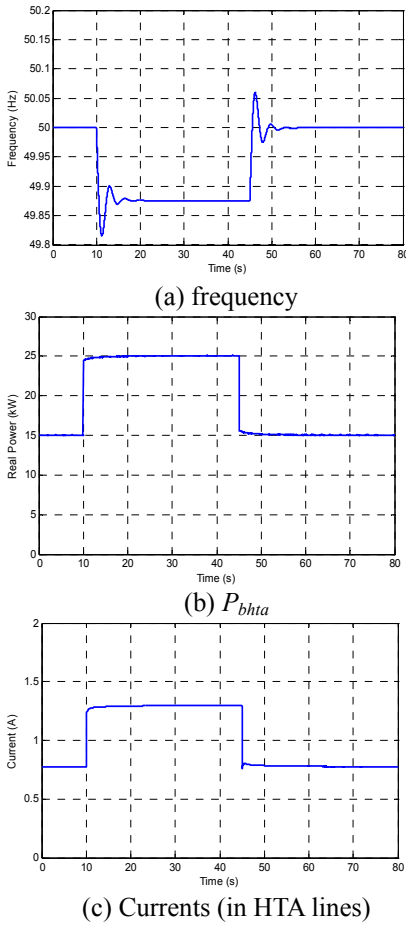 50.2
50.15
50.1
50.05
50
49.95
49.9
49.85
49.8
Frequency (Hz)
0 10 20 30 40 50 60 70 80
Time (s)
(a) frequency
30
25
20
15
10
5
0
Real Power (kW)
0 10 20 30 40 50 60 70 80
Time (s)
(b) Pbhta
2
1.5
1
0.5
0
Current (A)
0 10 20 30 40 50 60 70 80
Time (s)
(c) Currents (in HTA lines)